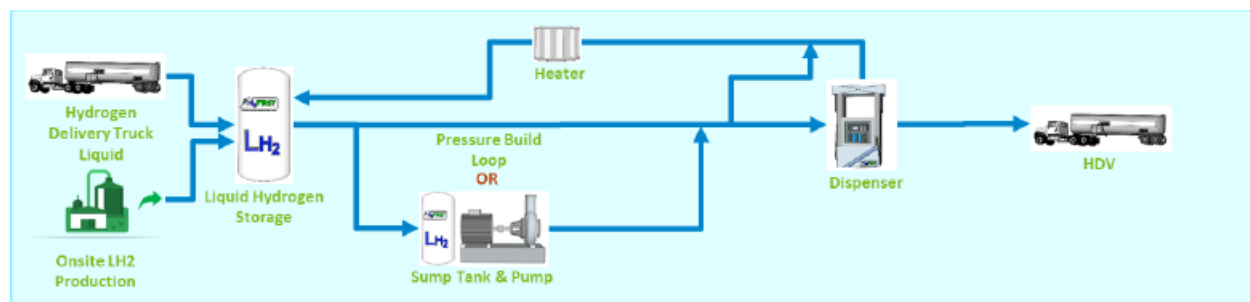 Heater
Hydrogen
Delivery Truck
Liquid
LH2
Pressure Build
Loop
OR
Liquid Hydrogen
Storage
LH2
Dispenser
HDV
Onsite LH2
Production
Sump Tank & Pump